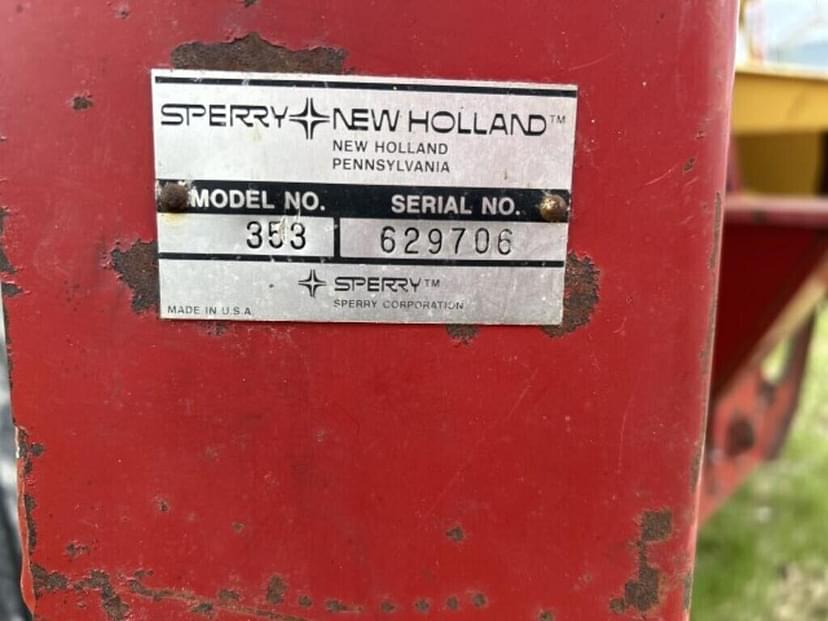 SPERRY NEW HOLLAND™
NEW HOLLAND
PENNSYLVANIA
MODEL NO. SERIAL NO.
353 629706
SPERRY™
SPERRY CORPORATION
MADE IN U.S.A.